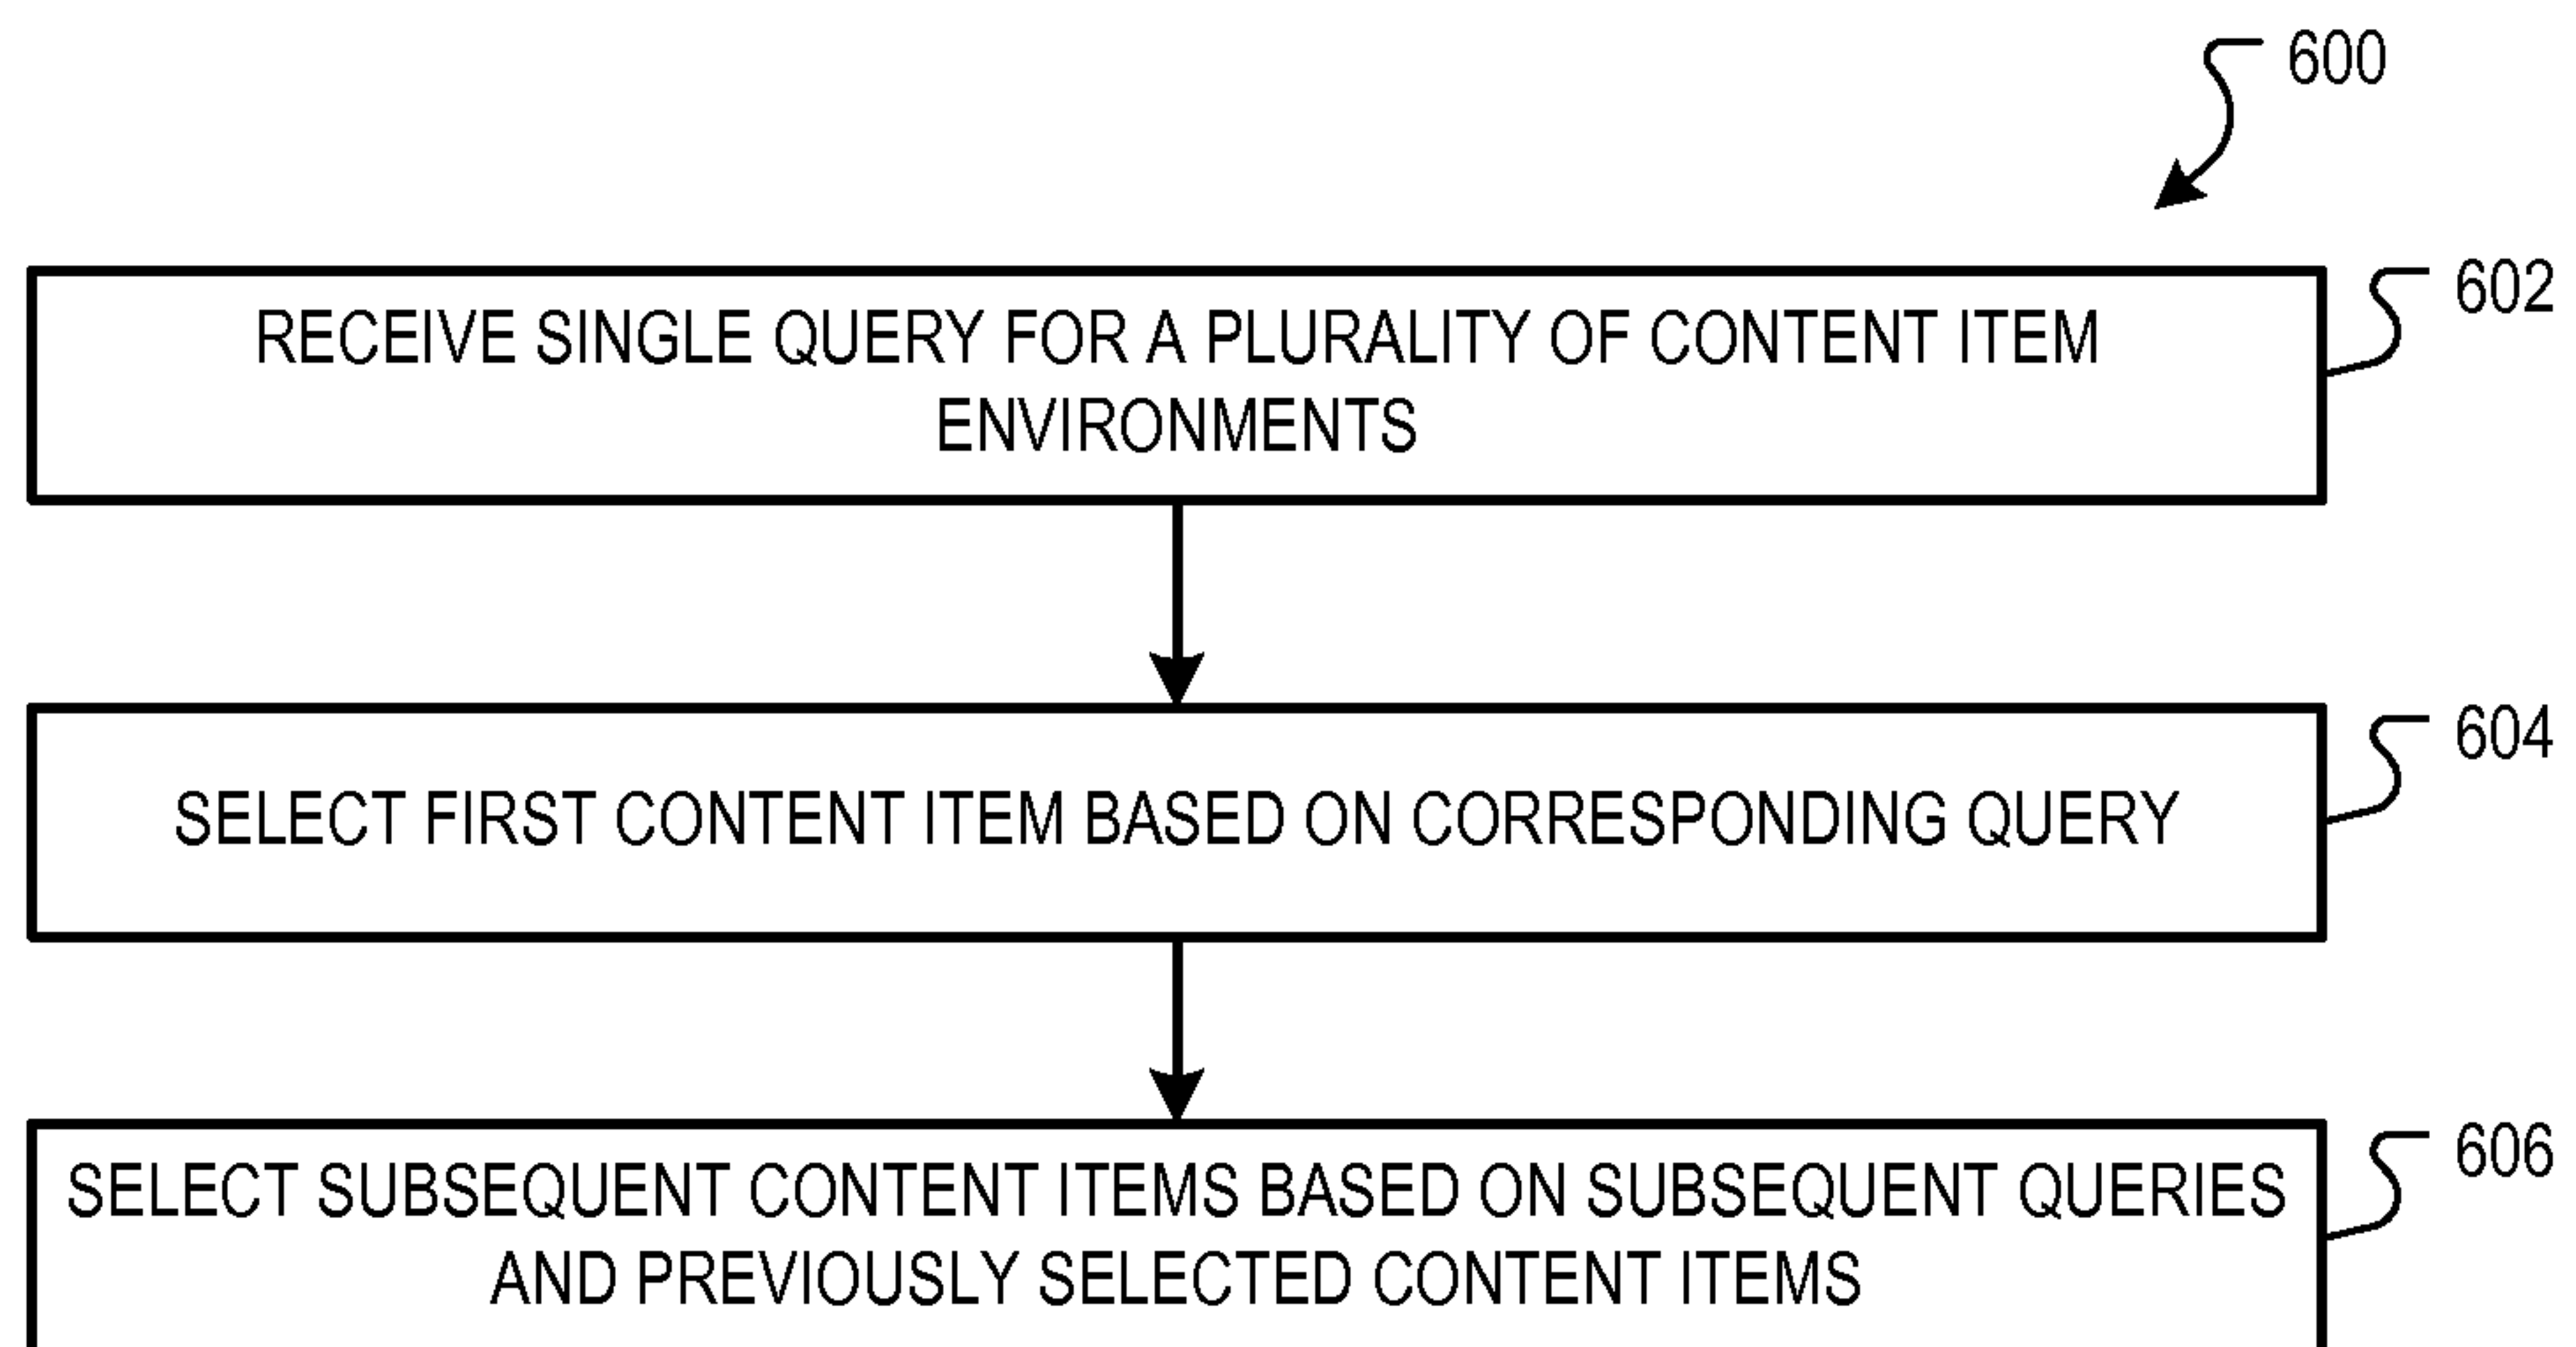 600
602
RECEIVE SINGLE QUERY FOR A PLURALITY OF CONTENT ITEM
ENVIRONMENTS
604
SELECT FIRST CONTENT ITEM BASED ON CORRESPONDING QUERY
606
SELECT SUBSEQUENT CONTENT ITEMS BASED ON SUBSEQUENT QUERIES
AND PREVIOUSLY SELECTED CONTENT ITEMS